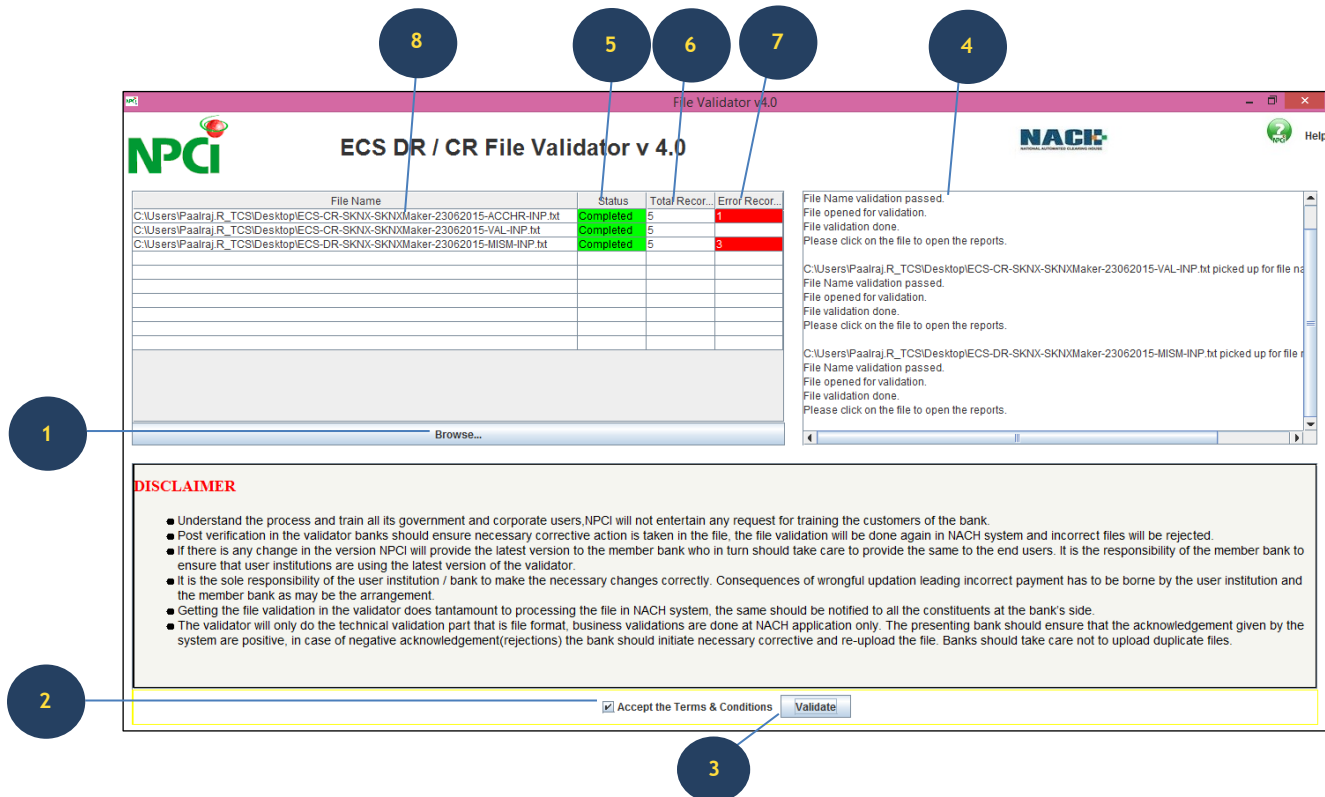 8
5
6
7
4
File Validator v4.0
NPCi
ECS DR / CR File Validator v 4.0
NACH
NATIONAL AUTOMATED CLEARING HOUSE
NPCI
Help
File Name Status Total Recor... Error Recor...
C:\Users\Paalraj.R_TCS\Desktop\ECS-CR-SKNX-SKNXMaker-23062015-ACCHR-INP.txt Completed 5 1
C:\Users\Paalraj.R_TCS\Desktop\ECS-CR-SKNX-SKNXMaker-23062015-VAL-INP.txt Completed 5
C:\Users\Paalraj.R_TCS\Desktop\ECS-DR-SKNX-SKNXMaker-23062015-MISM-INP.txt Completed 5 3
File Name validation passed.
File opened for validation.
File validation done.
Please click on the file to open the reports.
C:\Users\Paalraj.R_TCS\Desktop\ECS-CR-SKNX-SKNXMaker-23062015-VAL-INP.txt picked up for file na
File Name validation passed.
File opened for validation.
File validation done.
Please click on the file to open the reports.
C:\Users\Paalraj.R_TCS\Desktop\ECS-DR-SKNX-SKNXMaker-23062015-MISM-INP.txt picked up for file
File Name validation passed.
File opened for validation.
File validation done.
Please click on the file to open the reports.
1
Browse...
DISCLAIMER
Understand the process and train all its government and corporate users,NPCI will not entertain any request for training the customers of the bank.
Post verification in the validator banks should ensure necessary corrective action is taken in the file, the file validation will be done again in NACH system and incorrect files will be rejected.
If there is any change in the version NPCI will provide the latest version to the member bank who in turn should take care to provide the same to the end users. It is the responsibility of the member bank to
ensure that user institutions are using the latest version of the validator.
It is the sole responsibility of the user institution / bank to make the necessary changes correctly. Consequences of wrongful updation leading incorrect payment has to be borne by the user institution and
the member bank as may be the arrangement.
Getting the file validation in the validator does tantamount to processing the file in NACH system, the same should be notified to all the constituents at the bank's side.
The validator will only do the technical validation part that is file format, business validations are done at NACH application only. The presenting bank should ensure that the acknowledgement given by the
system are positive, in case of negative acknowledgement(rejections) the bank should initiate necessary corrective and re-upload the file. Banks should take care not to upload duplicate files.
2
Accept the Terms & Conditions Validate
3